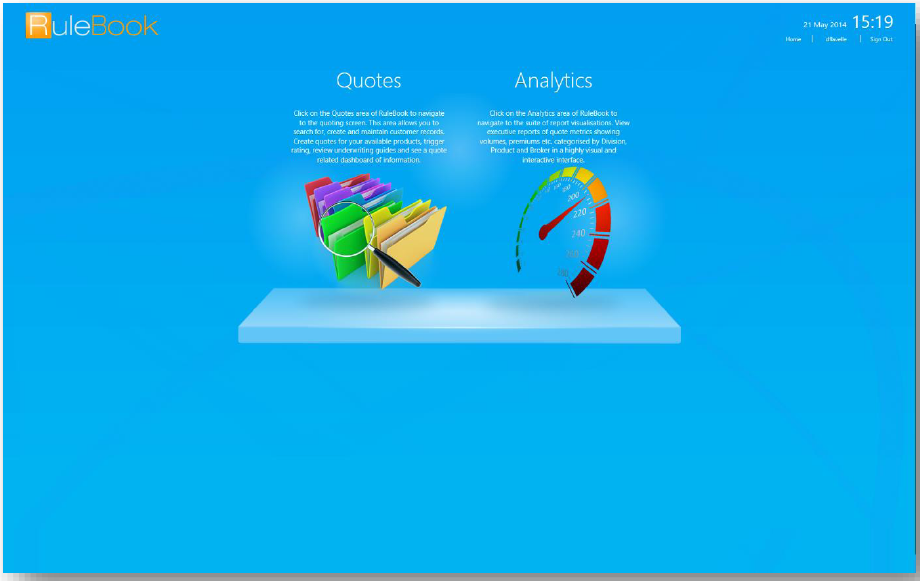 RuleBook
21 May 2014 15:19
Home | dflavelle | Sign Out
Quotes
Click on the Quotes area of RuleBook to navigate
to the quoting screen. This area allows you to
search for, create and maintain customer records.
Create quotes for your available products, trigger
rating, review underwriting guides and see a quote
related dashboard of information.
Analytics
Click on the Analytics area of RuleBook to
navigate to the suite of report visualisations. View
executive reports of quote metrics showing
volumes, premiums etc. categorised by Division,
Product and Broker in a highly visual and
interactive interface.
200
220
240